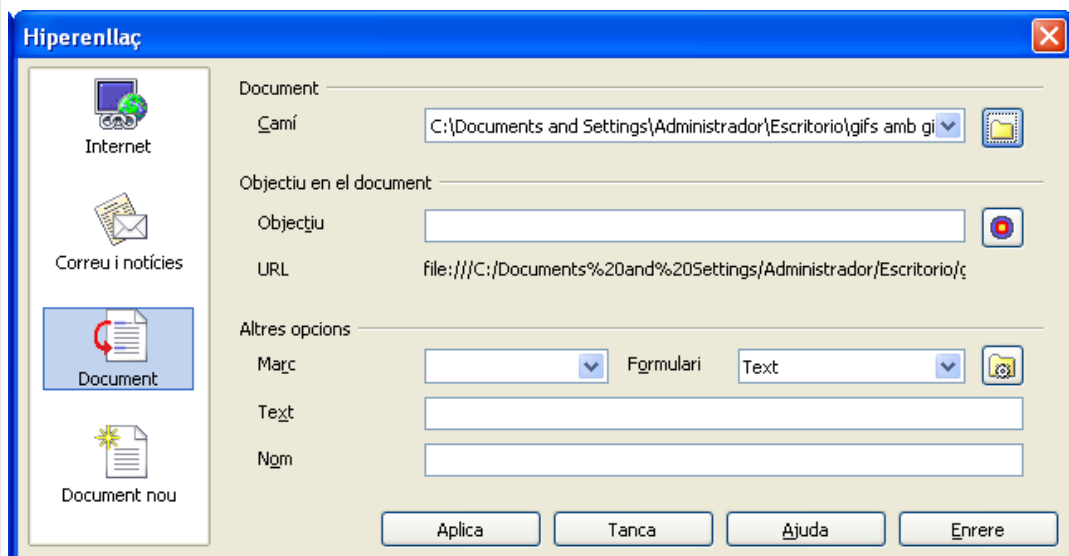 Hiperenllaç
Internet
Correu i notícies
Document
Document nou
Document
Camí
C:\Documents and Settings\Administrador\Escritorio\gifs amb gi
Objectiu en el document
Objectiu
URL
file:///C:/Documents%20and%20Settings/Administrador/Escritorio/g
Altres opcions
Marc
Formulari
Text
Text
Nom
Aplica
Tanca
Ajuda
Enrere